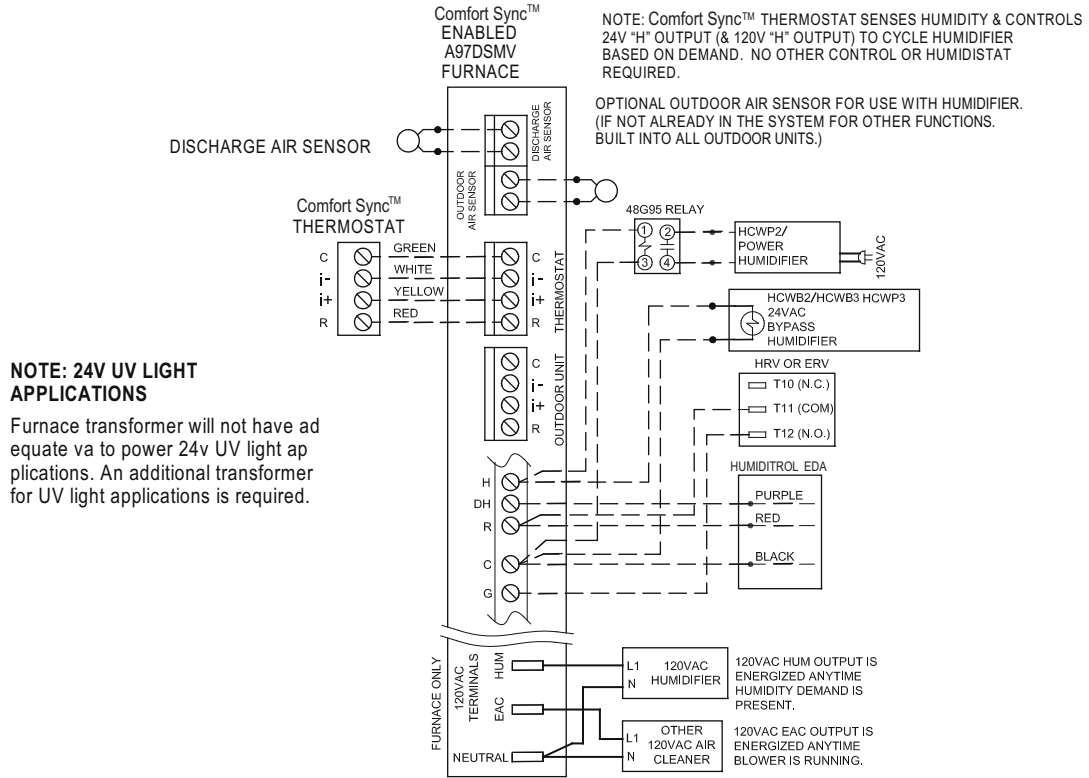 Comfort Sync™
ENABLED
A97DSMV
FURNACE
NOTE: Comfort Sync™ THERMOSTAT SENSES HUMIDITY & CONTROLS
24V “H” OUTPUT (& 120V “H” OUTPUT) TO CYCLE HUMIDIFIER
BASED ON DEMAND. NO OTHER CONTROL OR HUMIDISTAT
REQUIRED.
OPTIONAL OUTDOOR AIR SENSOR FOR USE WITH HUMIDIFIER.
(IF NOT ALREADY IN THE SYSTEM FOR OTHER FUNCTIONS.
BUILT INTO ALL OUTDOOR UNITS.)
DISCHARGE AIR SENSOR
DISCHARGE
AIR SENSOR
OUTDOOR
AIR SENSOR
Comfort Sync™
THERMOSTAT
C
i-
i+
R
GREEN
WHITE
YELLOW
RED
C
i-
i+
R
THERMOSTAT
48G95 RELAY
1
2
3
4
HCWP2/
POWER
HUMIDIFIER
120VAC
HCWB2/HCWB3 HCWP3
24VAC
BYPASS
HUMIDIFIER
HRV OR ERV
T10 (N.C.)
T11 (COM)
T12 (N.O.)
C
i-
i+
R
OUTDOOR UNIT
NOTE: 24V UV LIGHT
APPLICATIONS
Furnace transformer will not have ad
equate va to power 24v UV light ap
plications. An additional transformer
for UV light applications is required.
H
DH
R
C
G
HUMIDITROL EDA
PURPLE
RED
BLACK
FURNACE ONLY
120VAC
TERMINALS
HUM
EAC
NEUTRAL
L1
N
120VAC
HUMIDIFIER
120VAC HUM OUTPUT IS
ENERGIZED ANYTIME
HUMIDITY DEMAND IS
PRESENT.
L1
N
OTHER
120VAC AIR
CLEANER
120VAC EAC OUTPUT IS
ENERGIZED ANYTIME
BLOWER IS RUNNING.